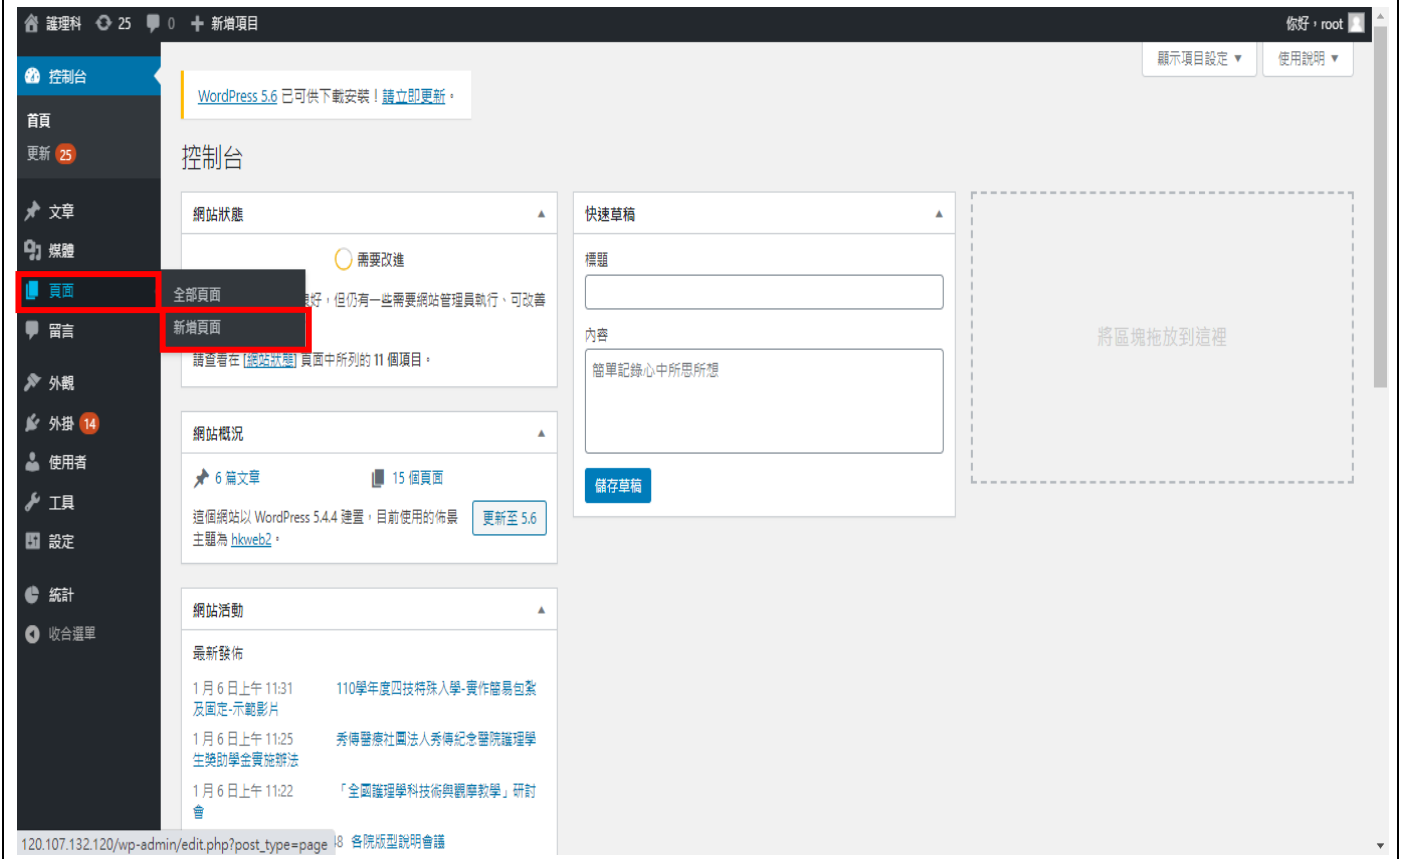 護理科 25 0 新增項目 你好，root
顯示項目設定 ▼ 使用說明 ▼
控制台
首頁
更新 25
文章
媒體
頁面
全部頁面
新增頁面
留言
外觀
外掛 14
使用者
工具
設定
統計
收合選單
WordPress 5.6 已可供下載安裝！請立即更新。
控制台
網站狀態
需要改進
好，但仍有一些需要網站管理員執行、可改善
請查看在 [網站狀態] 頁面中所列的 11 個項目。
網站概況
6 篇文章 15 個頁面
這個網站以 WordPress 5.4.4 建置，目前使用的佈景
主題為 hkweb2。
更新至 5.6
網站活動
最新發佈
1 月 6 日上午 11:31 110學年度四技特殊入學-實作簡易包紮
及固定-示範影片
1 月 6 日上午 11:25 秀傳醫療社團法人秀傳紀念醫院護理學
生獎助學金實施辦法
1 月 6 日上午 11:22 「全國護理學科技術與觀摩教學」研討
會
各院版型說明會議
快速草稿
標題
內容
簡單記錄心中所思所想
儲存草稿
將區塊拖放到這裡
120.107.132.120/wp-admin/edit.php?post_type=page